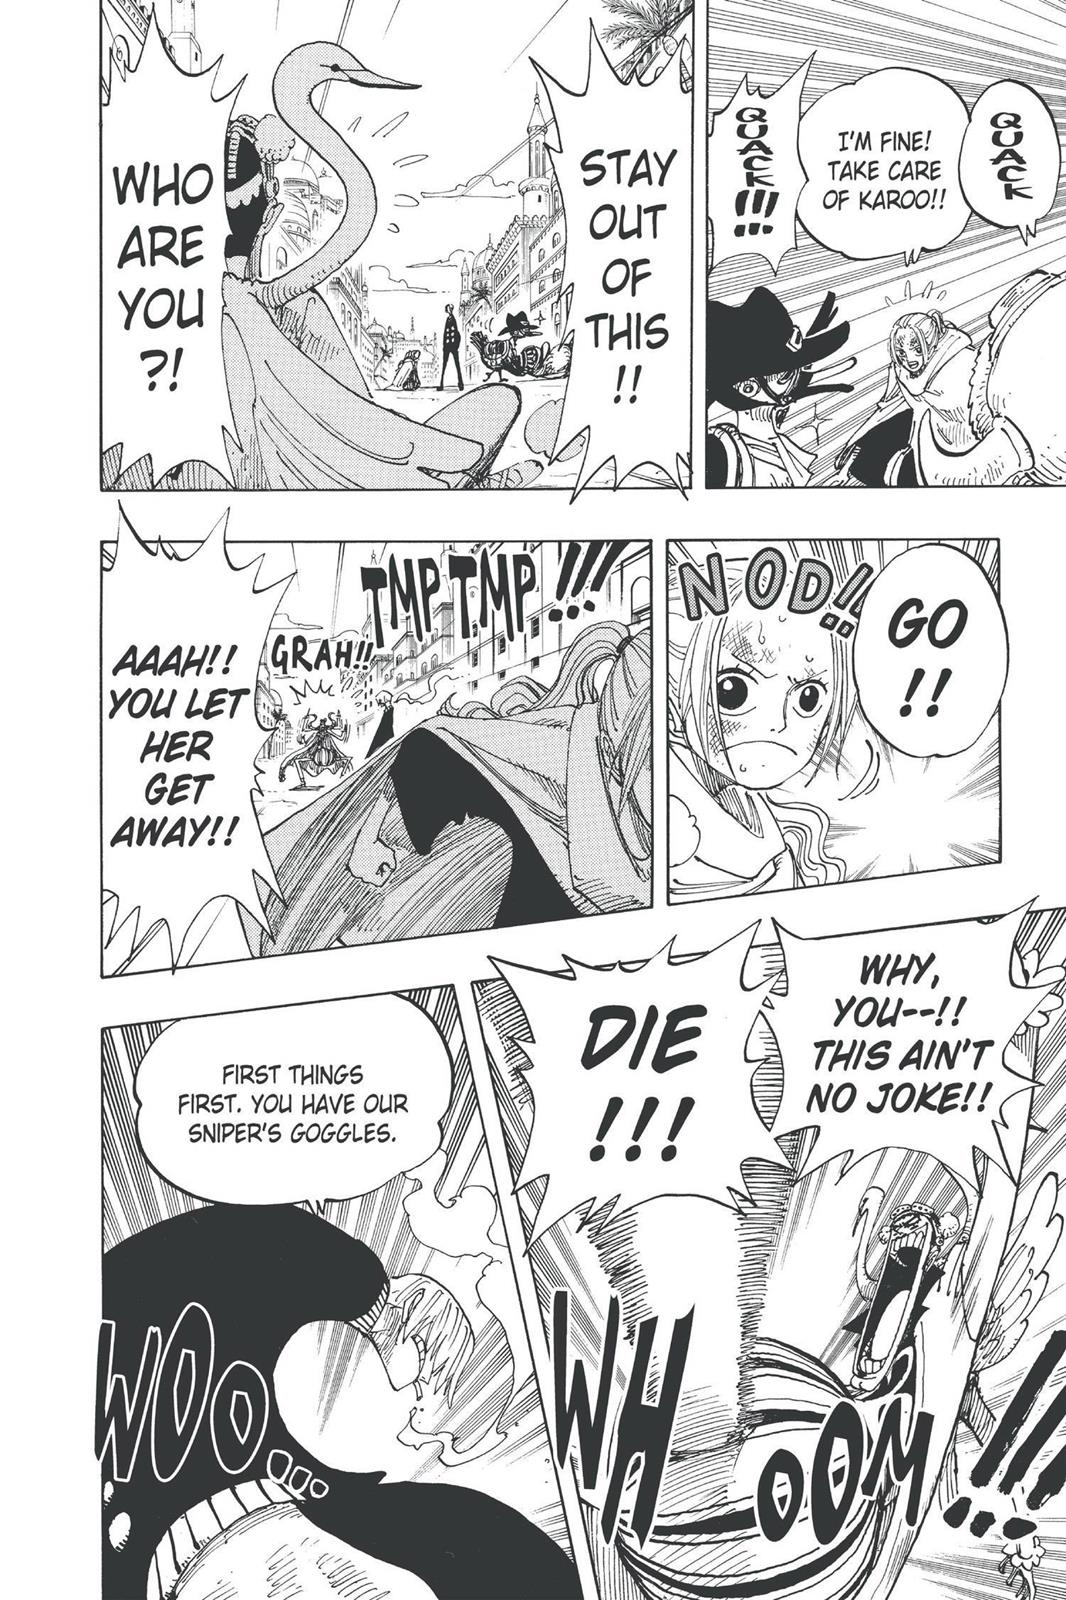 QUACK
I'M FINE!
TAKE CARE
OF KAROO!!
QUACK!!!
STAY
OUT
OF
THIS
!!
WHO
ARE
YOU
?!
GO
!!
NOD!!
TMP TMP!!!
GRAH!!
AAAH!!
YOU LET
HER
GET
AWAY!!
WHY,
YOU--!!
THIS AIN'T
NO JOKE!!
DIE
!!!
WHOOM...!!!
FIRST THINGS
FIRST. YOU HAVE OUR
SNIPER'S GOGGLES.
WOO...